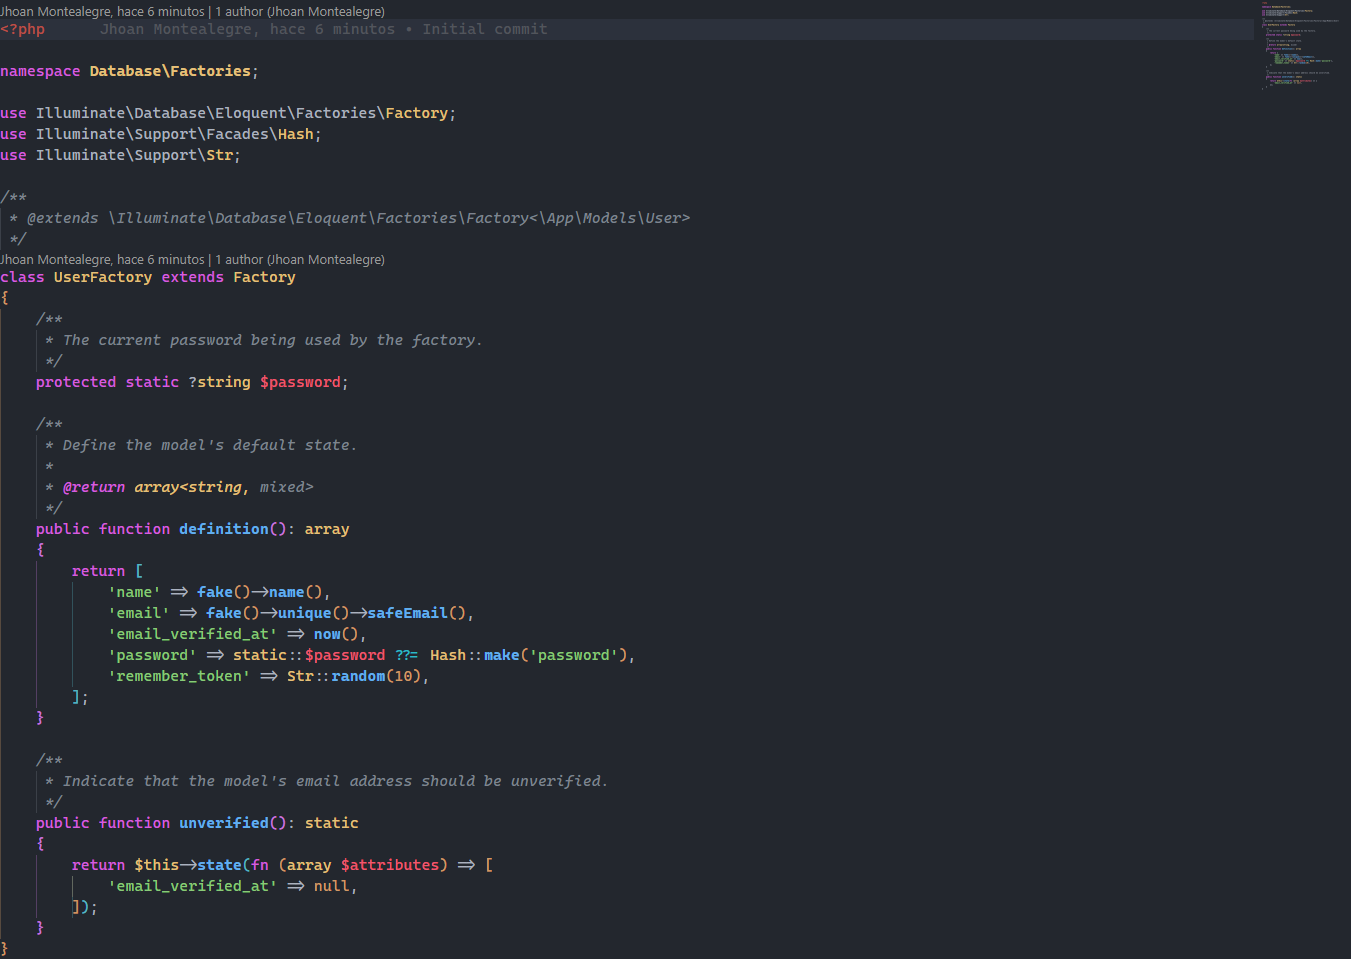 Jhoan Montealegre, hace 6 minutos | 1 author (Jhoan Montealegre)
<?php      Jhoan Montealegre, hace 6 minutos • Initial commit

namespace Database\Factories;

use Illuminate\Database\Eloquent\Factories\Factory;
use Illuminate\Support\Facades\Hash;
use Illuminate\Support\Str;

/**
 * @extends \Illuminate\Database\Eloquent\Factories\Factory<\App\Models\User>
 */
Jhoan Montealegre, hace 6 minutos | 1 author (Jhoan Montealegre)
class UserFactory extends Factory
{
    /**
     * The current password being used by the factory.
     */
    protected static ?string $password;

    /**
     * Define the model's default state.
     *
     * @return array<string, mixed>
     */
    public function definition(): array
    {
        return [
            'name' => fake()->name(),
            'email' => fake()->unique()->safeEmail(),
            'email_verified_at' => now(),
            'password' => static::$password ??= Hash::make('password'),
            'remember_token' => Str::random(10),
        ];
    }

    /**
     * Indicate that the model's email address should be unverified.
     */
    public function unverified(): static
    {
        return $this->state(fn (array $attributes) => [
            'email_verified_at' => null,
        ]);
    }
}